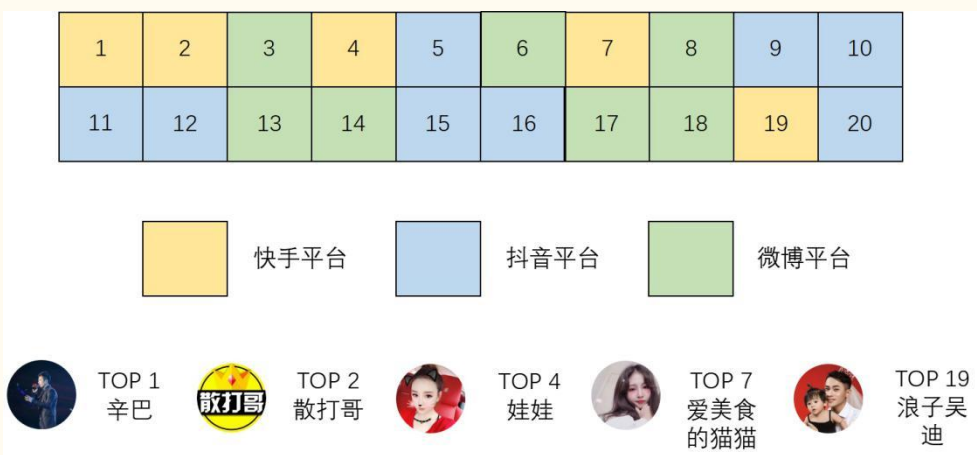 1 2 3 4 5 6 7 8 9 10
11 12 13 14 15 16 17 18 19 20
快手平台 抖音平台 微博平台
TOP 1
辛巴
散打哥
TOP 2
散打哥
TOP 4
娃娃
TOP 7
爱美食
的猫猫
TOP 19
浪子吴
迪